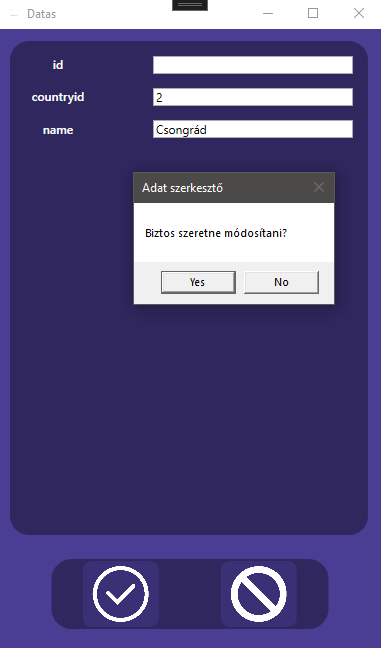 Datas
id
countryid 2
name Csongrád
Adat szerkesztő
Biztos szeretne módosítani?
Yes No